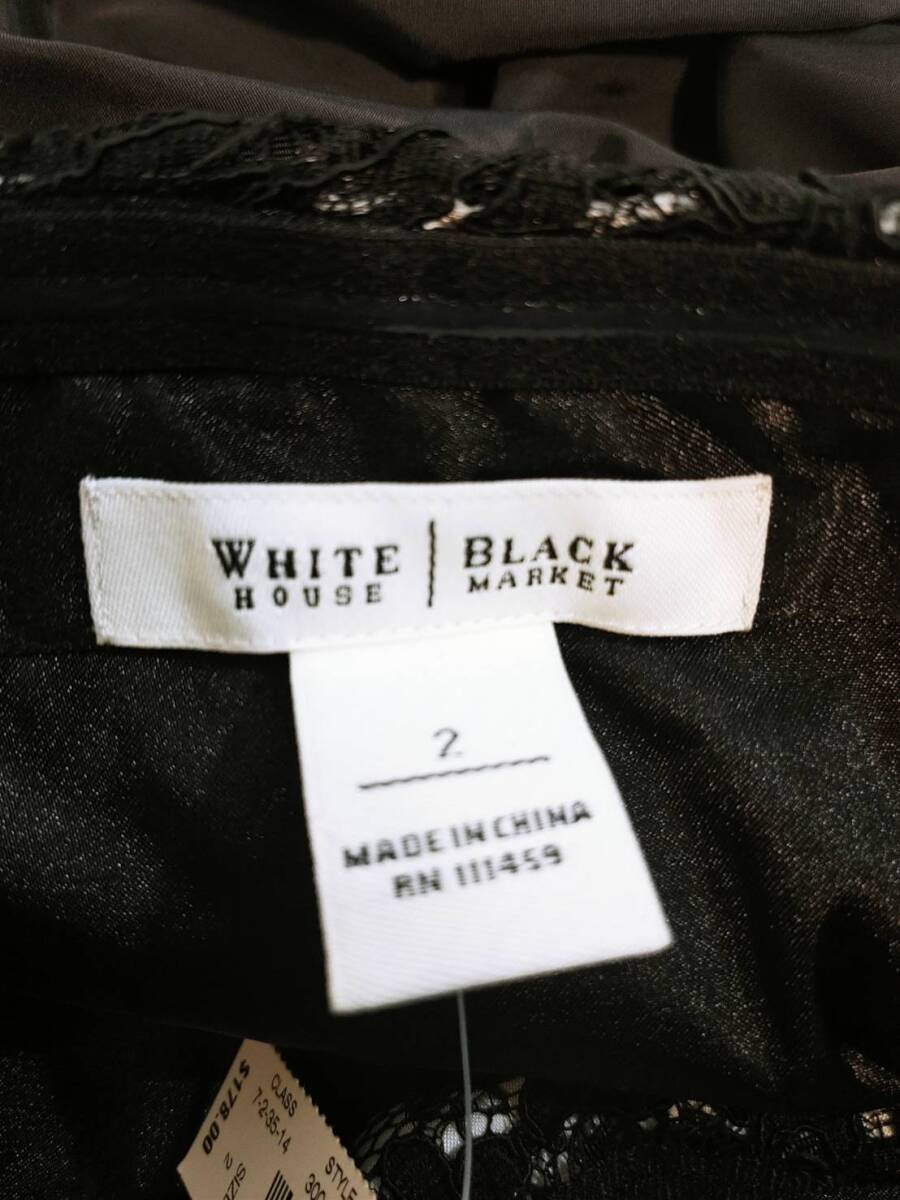 WHITE | BLACK
HOUSE | MARKET
2
MADE IN CHINA
RN 111459
$178.00
CLASS
7-2-35-14
STYLE
300
SIZE
2